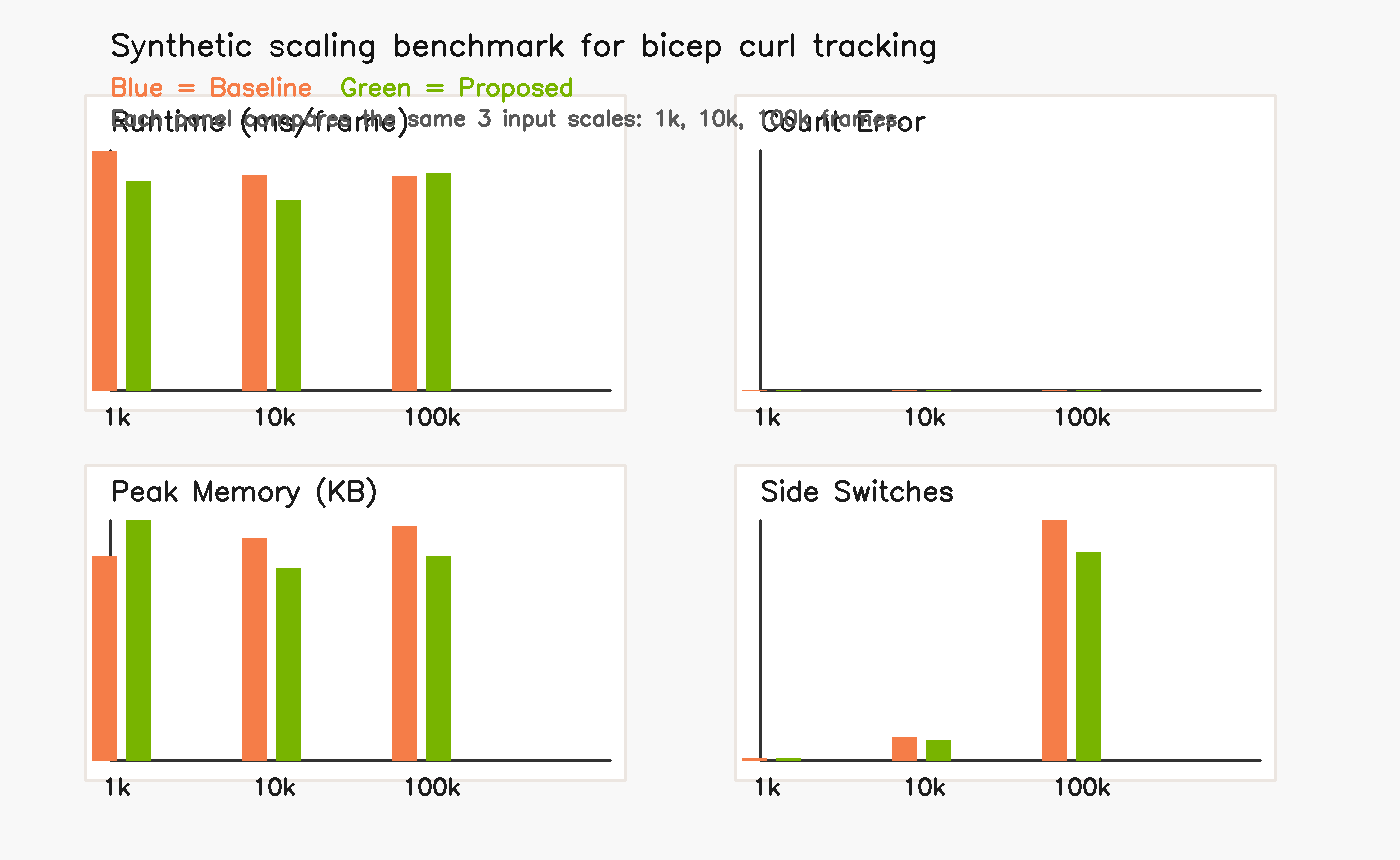 Synthetic scaling benchmark for bicep curl tracking
Blue = Baseline Green = Proposed
Each panel compares the same 3 input scales: 1k, 10k, 100k frames.
Runtime (ms/frame)
Count Error
1k 10k 100k
1k 10k 100k
Peak Memory (KB)
Side Switches
1k 10k 100k
1k 10k 100k